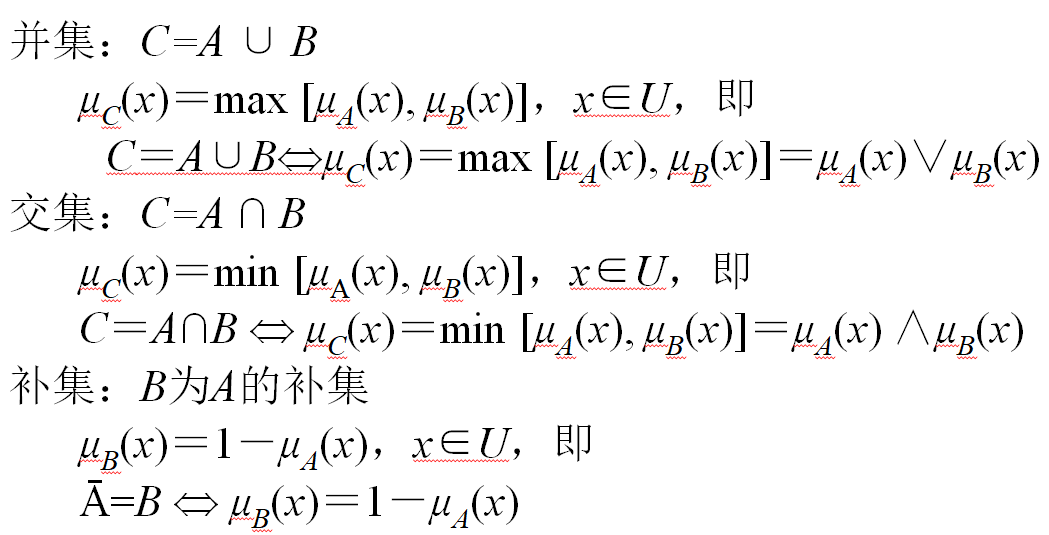 并集：C=A ∪ B
μC(x)＝max [μA(x), μB(x)]，x∈U，即
C＝A∪B⇔μC(x)＝max [μA(x), μB(x)]＝μA(x)∨μB(x)
交集：C=A ∩ B
μC(x)＝min [μA(x), μB(x)]，x∈U，即
C＝A∩B ⇔ μC(x)＝min [μA(x), μB(x)]＝μA(x) ∧μB(x)
补集：B为A的补集
μB(x)＝1－μA(x)，x∈U，即
Ā=B ⇔ μB(x)＝1－μA(x)